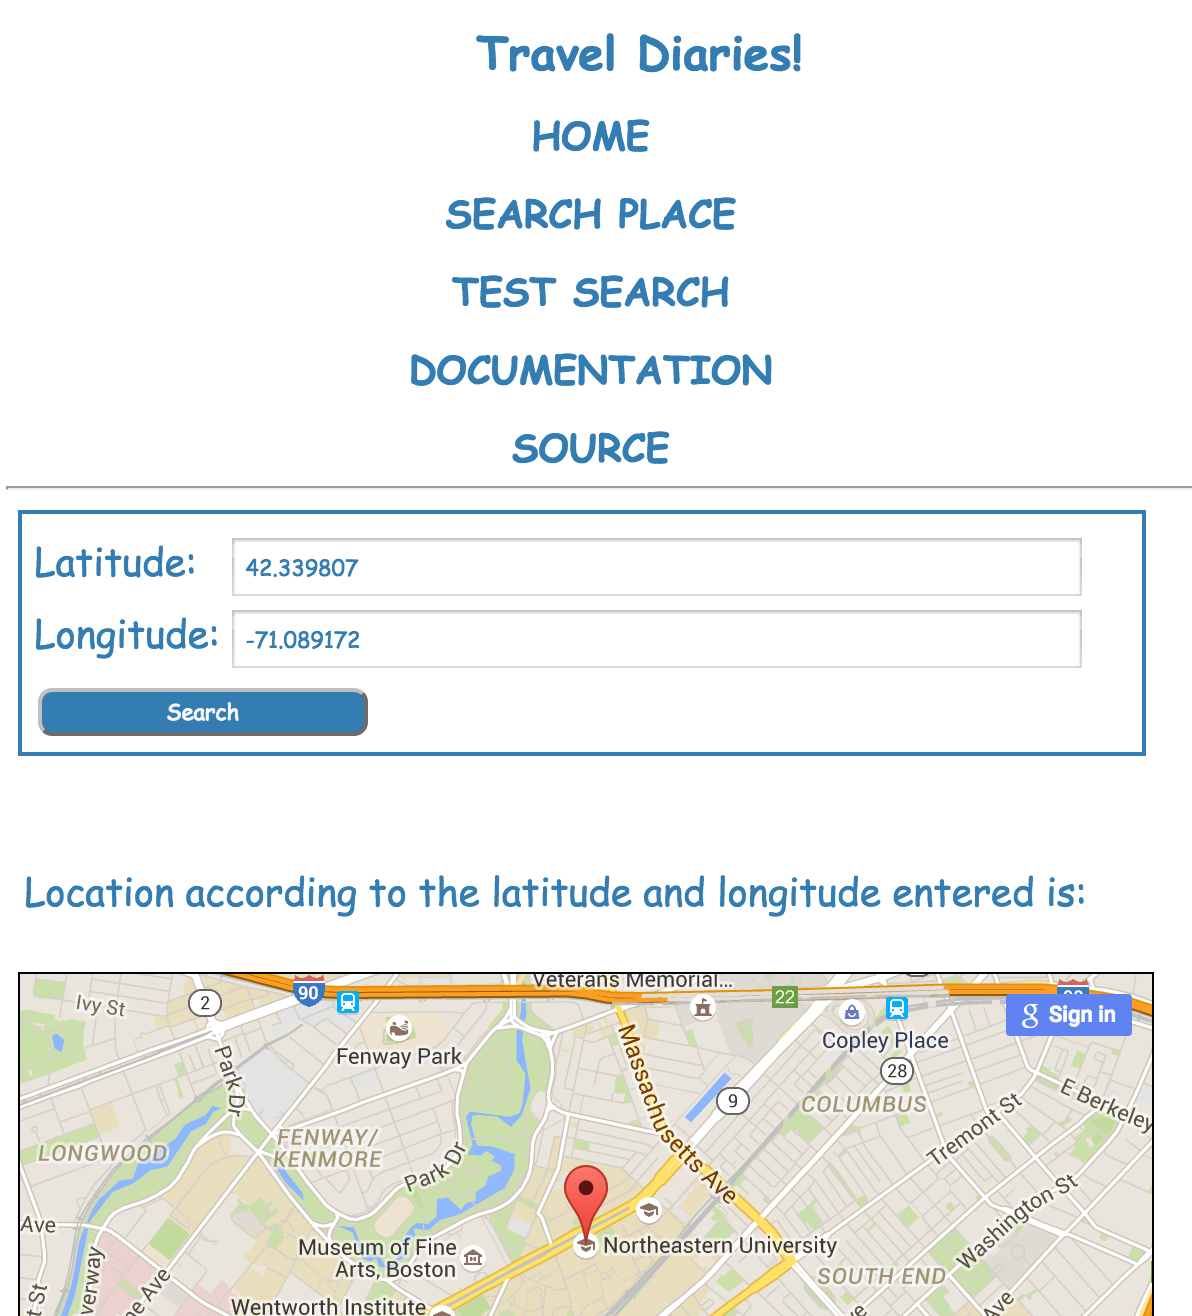 Travel Diaries!
HOME
SEARCH PLACE
TEST SEARCH
DOCUMENTATION
SOURCE
Latitude: 42.339807
Longitude: -71.089172
Search
Location according to the latitude and longitude entered is:
Veterans Memorial...
90
22
2
Ivy St
g Sign in
Fenway Park
Copley Place
28
Park Dr
Massachusetts Ave
9
COLUMBUS
E Berkeley
Tremont St
LONGWOOD
FENWAY/
KENMORE
Park Dr
Washington St
Ave
Museum of Fine
Arts, Boston
Northeastern University
SOUTH END
Wentworth Institute
Ave